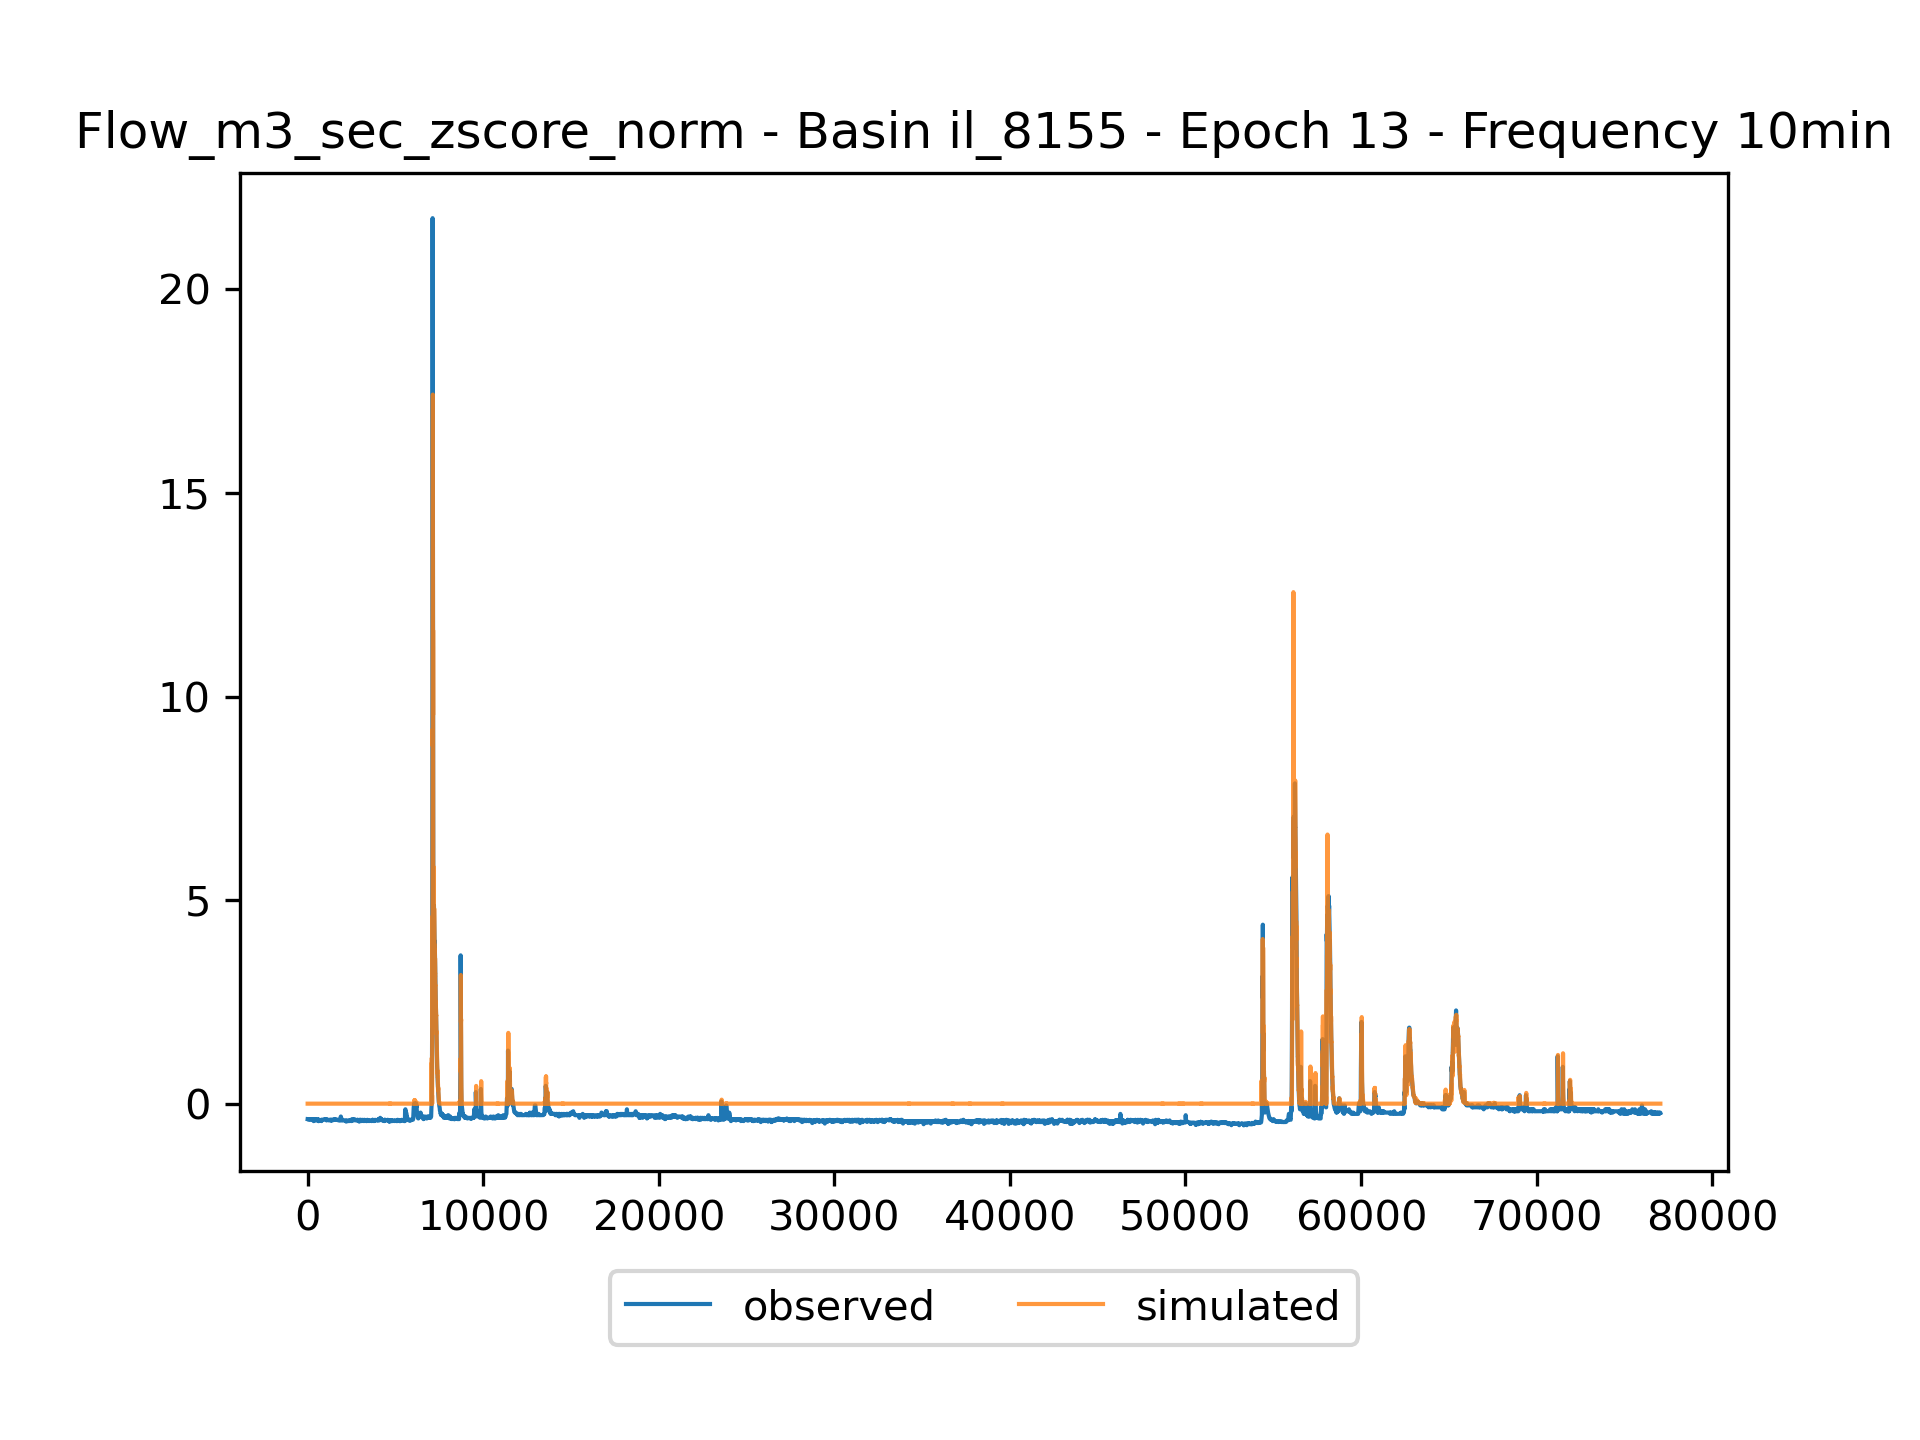 Flow_m3_sec_zscore_norm - Basin il_8155 - Epoch 13 - Frequency 10min
20
15
10
5
0
0 10000 20000 30000 40000 50000 60000 70000 80000
observed simulated